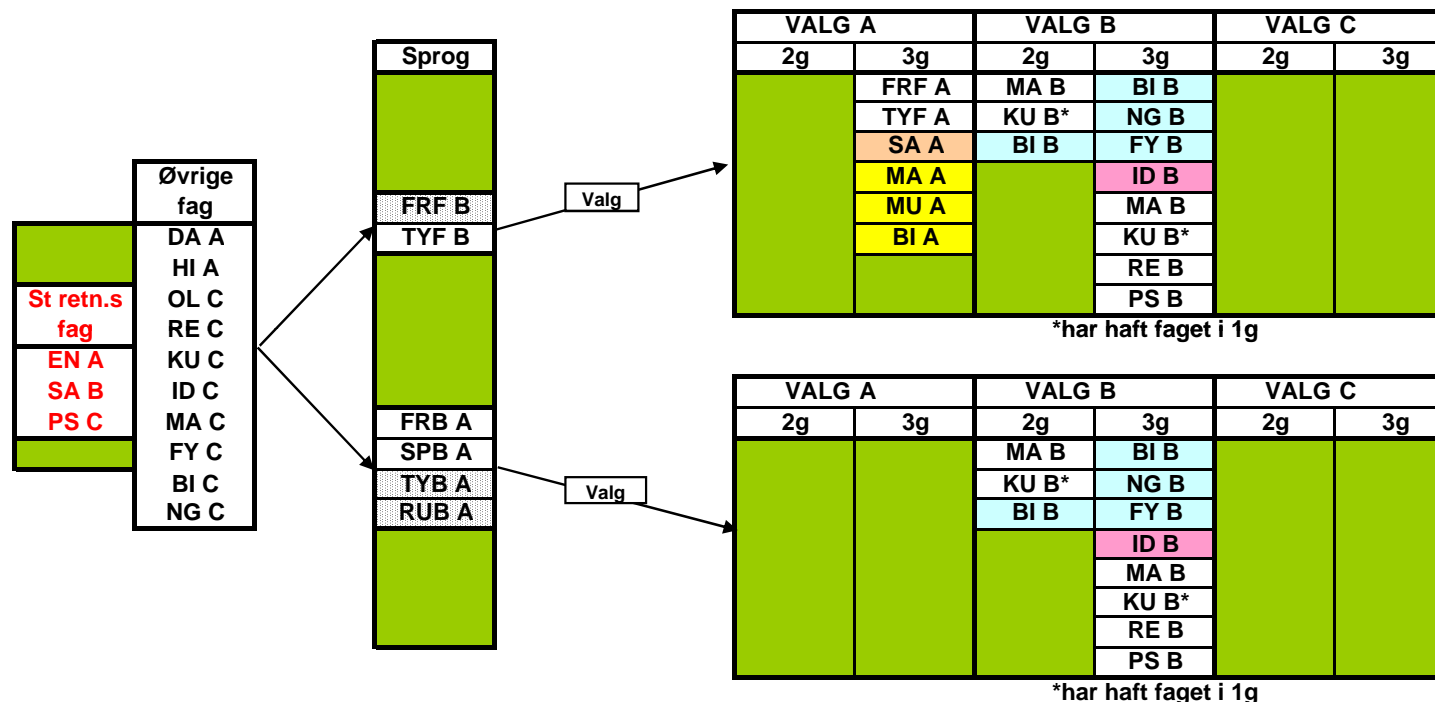 St retn.s
fag
EN A
SA B
PS C
Øvrige
fag
DA A
HI A
OL C
RE C
KU C
ID C
MA C
FY C
BI C
NG C
Sprog
FRF B
TYF B
FRB A
SPB A
TYB A
RUB A
Valg
Valg
VALG A VALG B VALG C
2g 3g 2g 3g 2g 3g
FRF A MA B BI B
TYF A KU B* NG B
SA A BI B FY B
MA A ID B
MU A MA B
BI A KU B*
RE B
PS B
*har haft faget i 1g
VALG A VALG B VALG C
2g 3g 2g 3g 2g 3g
MA B BI B
KU B* NG B
BI B FY B
ID B
MA B
KU B*
RE B
PS B
*har haft faget i 1g